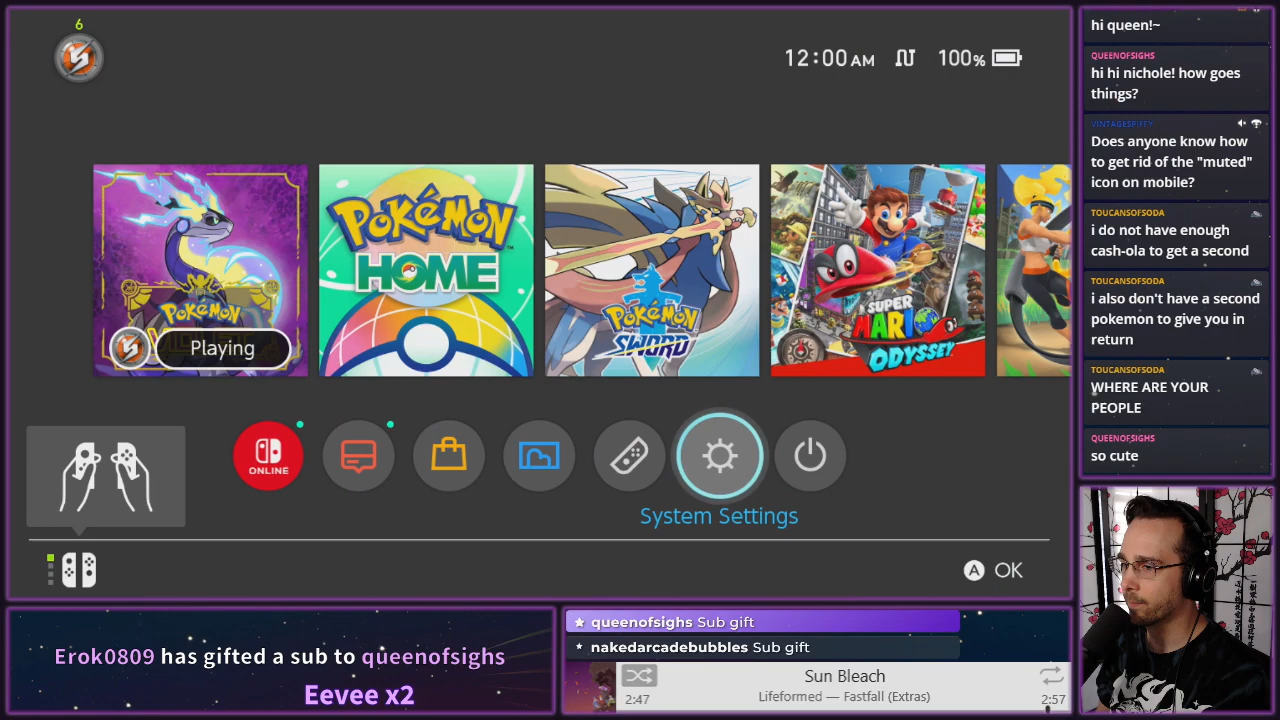 6
12:00 AM
100%
POKÉMON
HOME
POKÉMON
Playing
POKÉMON
SWORD
SUPER
MARIO
ODYSSEY
ONLINE
System Settings
A OK
hi queen!~
QUEENOFSIGHS
hi hi nichole! how goes
things?
VINTAGESPIFFY
Does anyone know how
to get rid of the "muted"
icon on mobile?
TOUCANSOFSODA
i do not have enough
cash-ola to get a second
TOUCANSOFSODA
i also don't have a second
pokemon to give you in
return
TOUCANSOFSODA
WHERE ARE YOUR
PEOPLE
QUEENOFSIGHS
so cute
Erok0809 has gifted a sub to queenofsighs
Eevee x2
queenofsighs Sub gift
nakedarcadebubbles Sub gift
Sun Bleach
2:47
Lifeformed — Fastfall (Extras)
2:57